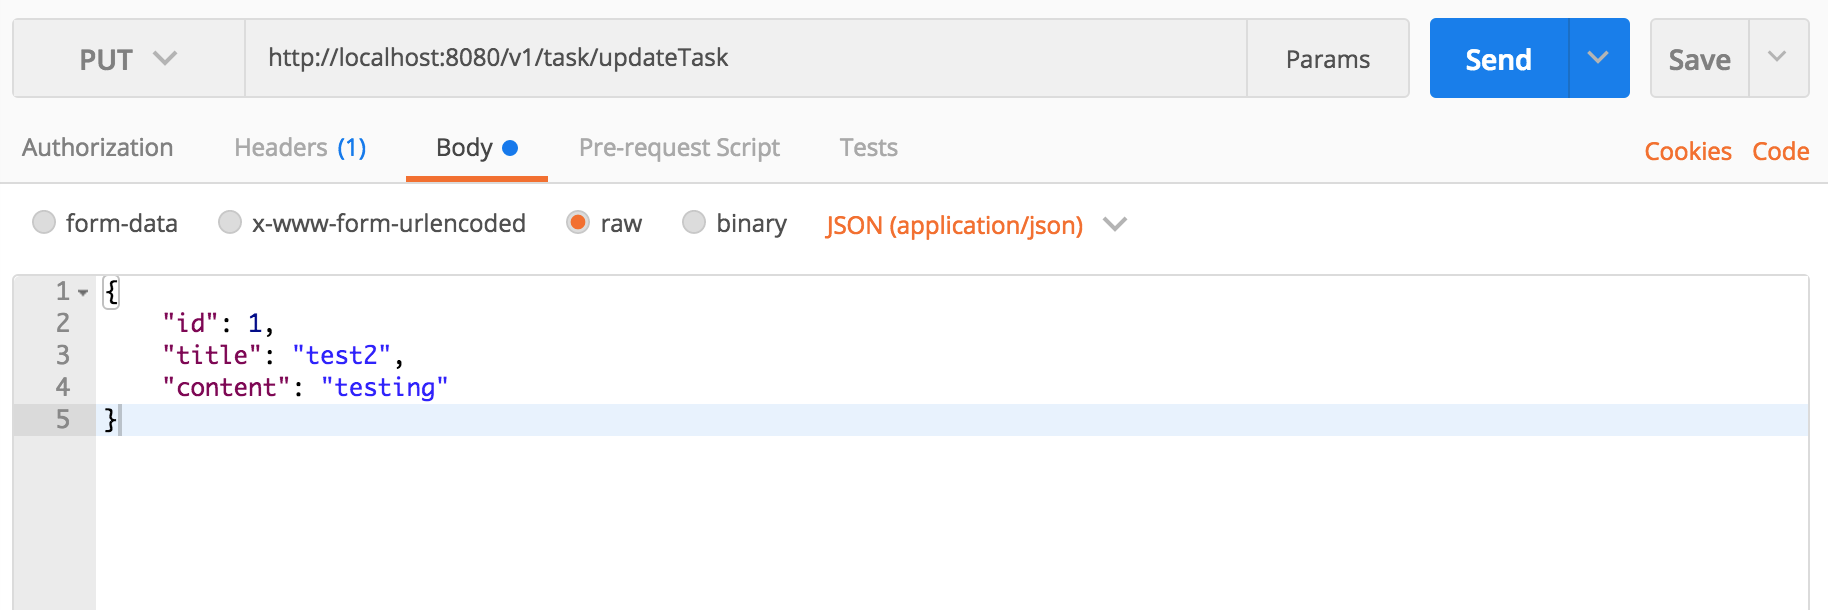 PUT http://localhost:8080/v1/task/updateTask Params Send Save
Authorization Headers (1) Body Pre-request Script Tests Cookies Code
form-data x-www-form-urlencoded raw binary JSON (application/json)
1 {
2 "id": 1,
3 "title": "test2",
4 "content": "testing"
5 }